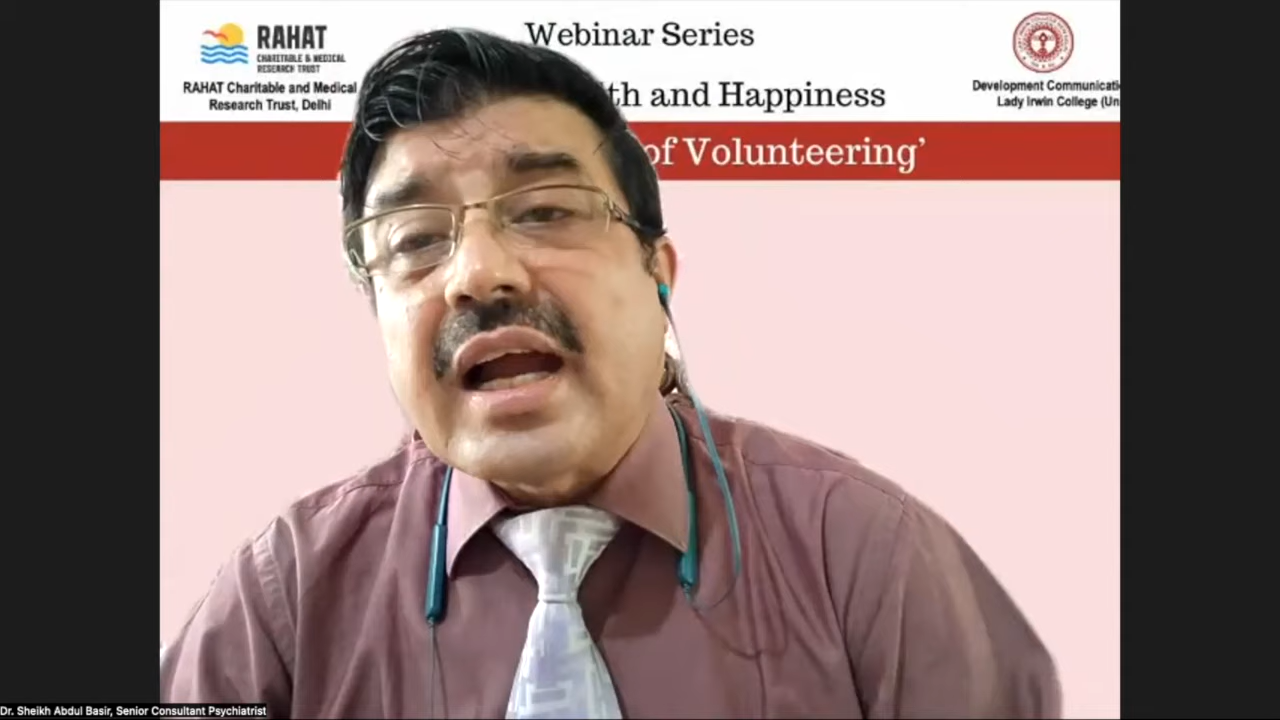 RAHAT
CHARITABLE & MEDICAL
RESEARCH TRUST
RAHAT Charitable and Medical
Research Trust, Delhi
Webinar Series
th and Happiness
of Volunteering’
Development Communicatio
Lady Irwin College (Un
Dr. Sheikh Abdul Basir, Senior Consultant Psychiatrist